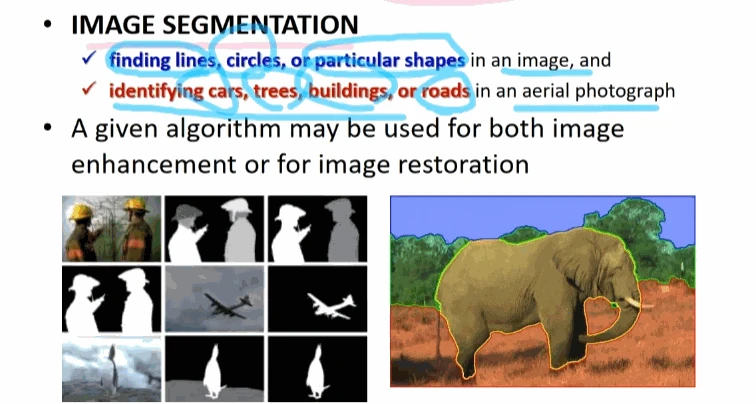 • IMAGE SEGMENTATION
✓ finding lines, circles, or particular shapes in an image, and
✓ identifying cars, trees, buildings, or roads in an aerial photograph
• A given algorithm may be used for both image
enhancement or for image restoration